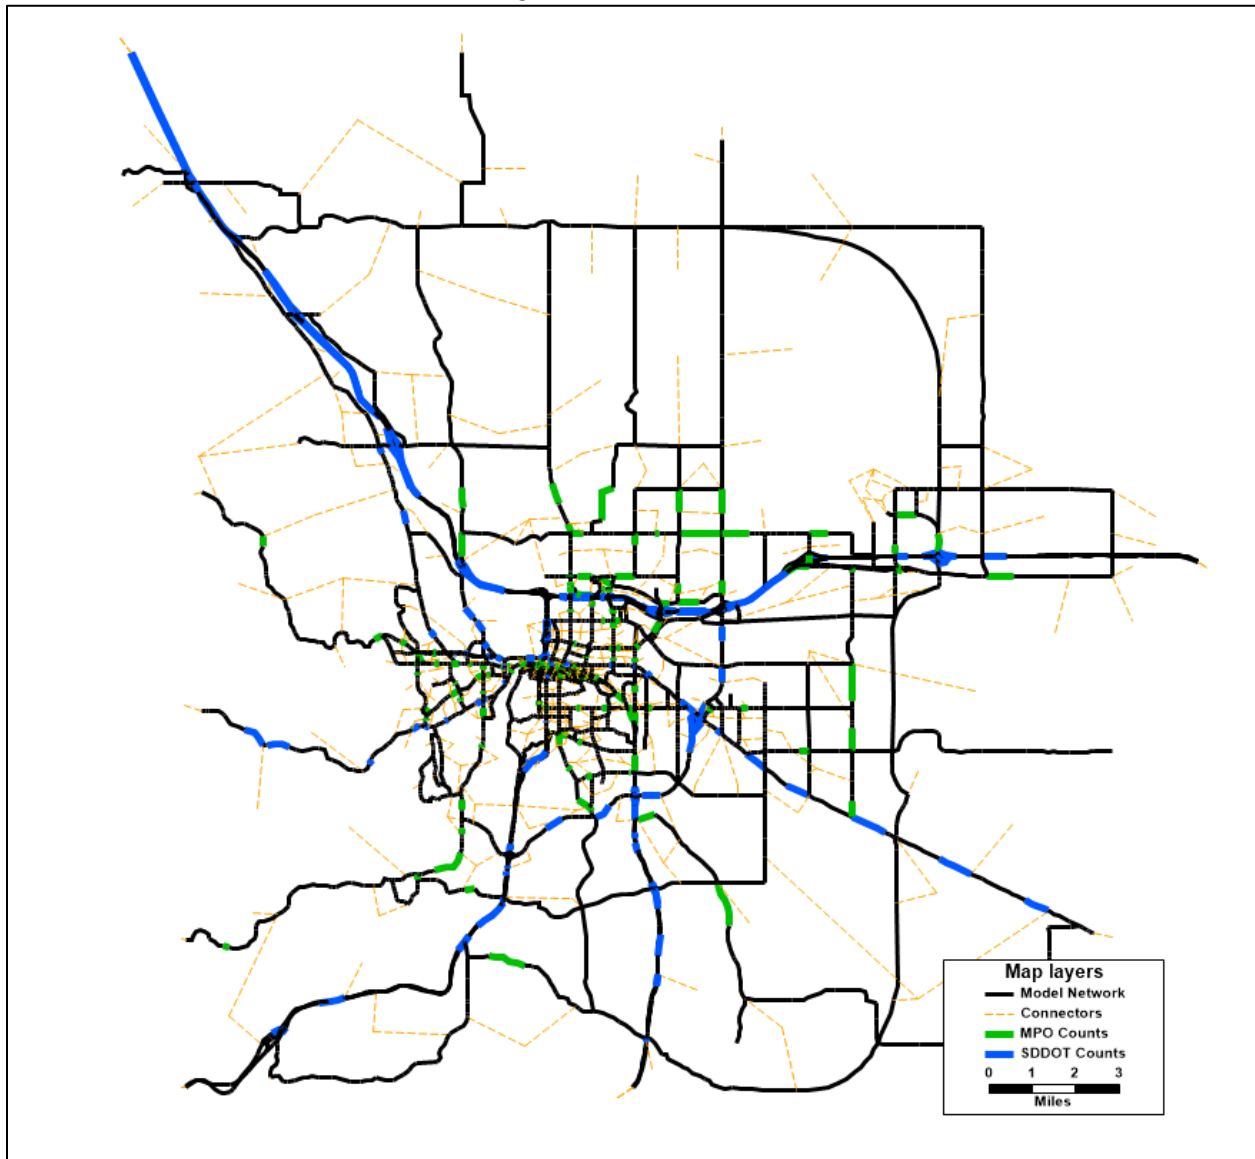 Map layers
Model Network
Connectors
MPO Counts
SDDOT Counts
0 1 2 3
Miles